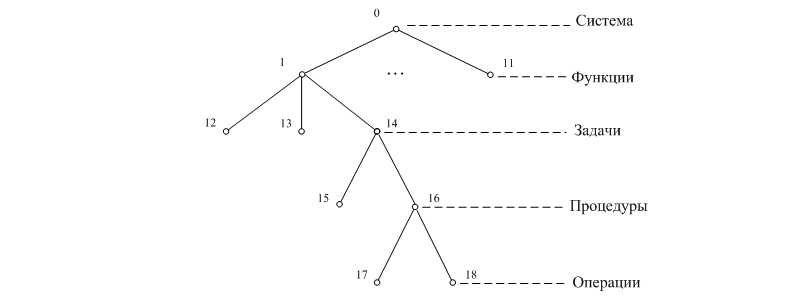 0 Система
1 ... 11 Функции
12 13 14 Задачи
15 16 Процедуры
17 18 Операции